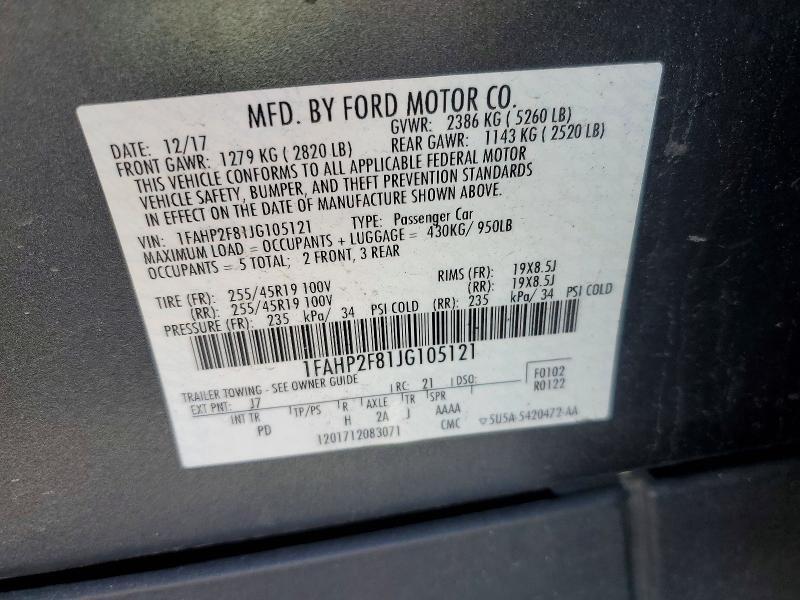 MFD. BY FORD MOTOR CO.
DATE: 12/17 GVWR: 2386 KG ( 5260 LB)
FRONT GAWR: 1279 KG ( 2820 LB) REAR GAWR: 1143 KG ( 2520 LB)
THIS VEHICLE CONFORMS TO ALL APPLICABLE FEDERAL MOTOR
VEHICLE SAFETY, BUMPER, AND THEFT PREVENTION STANDARDS
IN EFFECT ON THE DATE OF MANUFACTURE SHOWN ABOVE.
VIN: 1FAHP2F81JG105121 TYPE: Passenger Car
MAXIMUM LOAD = OCCUPANTS + LUGGAGE = 430KG/ 950LB
OCCUPANTS = 5 TOTAL; 2 FRONT, 3 REAR
TIRE (FR): 255/45R19 100V RIMS (FR): 19X8.5J
(RR): 255/45R19 100V (RR): 19X8.5J
PRESSURE (FR): 235 kPa/ 34 PSI COLD (RR): 235 kPa/ 34 PSI COLD
1FAHP2F81JG105121
TRAILER TOWING - SEE OWNER GUIDE
EXT PNT: J7 RC: 21 DSO: F0102
R0122
INT TR TP/PS R AXLE TR SPR
PD H 2A J AAAA
1201712083071 CMC ▽5U5A-5420472-AA